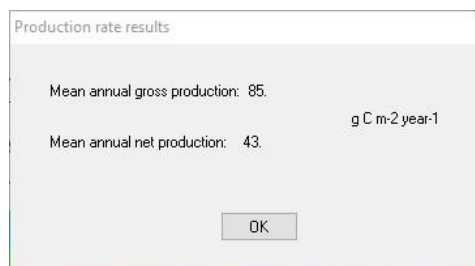 Production rate results
Mean annual gross production: 85.
g C m-2 year-1
Mean annual net production: 43.
OK